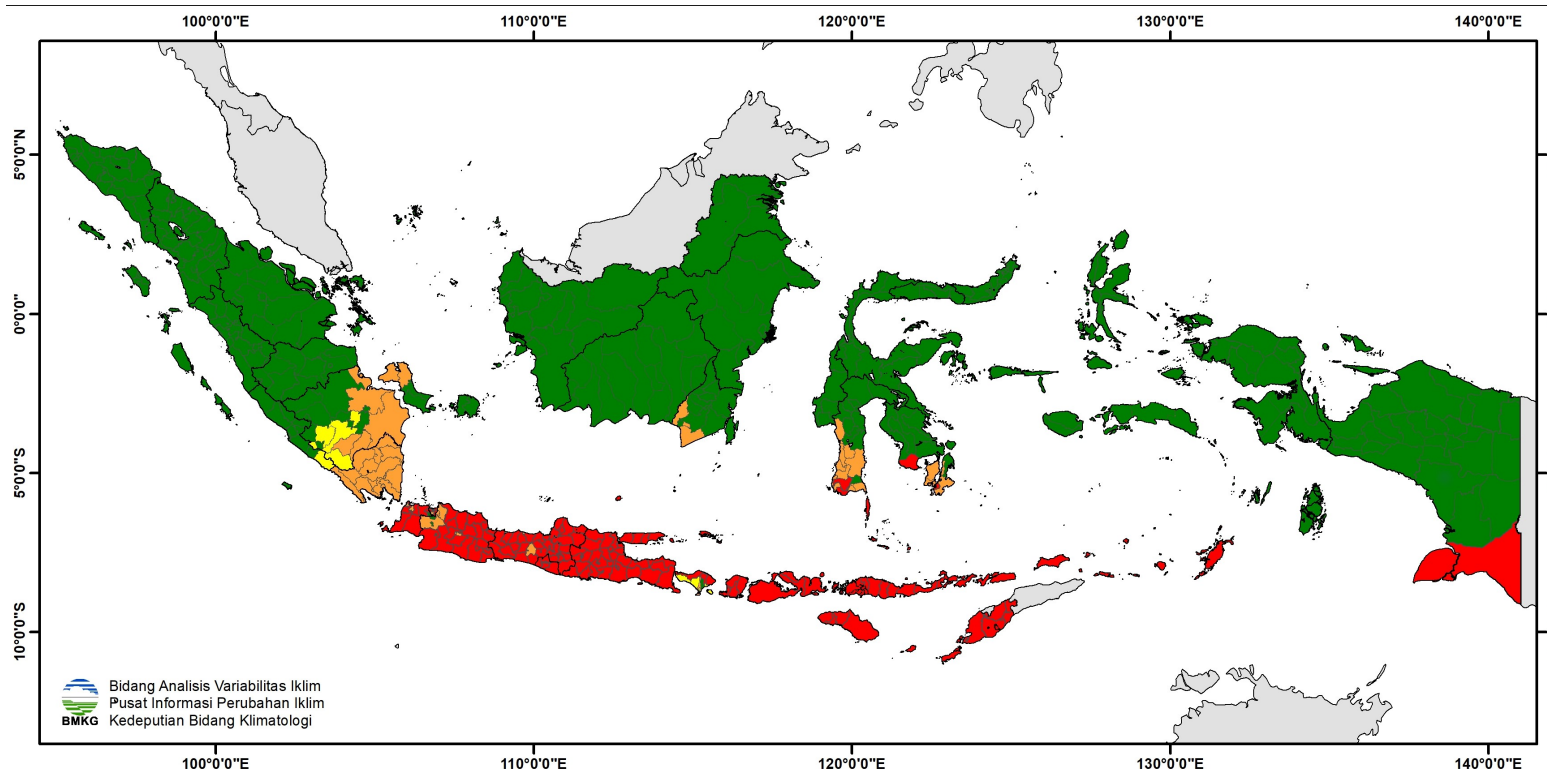 100°0'0"E 110°0'0"E 120°0'0"E 130°0'0"E 140°0'0"E
5°0'0"N
0°0'0"
5°0'0"S
10°0'0"S
Bidang Analisis Variabilitas Iklim
Pusat Informasi Perubahan Iklim
BMKG Kedeputian Bidang Klimatologi
100°0'0"E 110°0'0"E 120°0'0"E 130°0'0"E 140°0'0"E